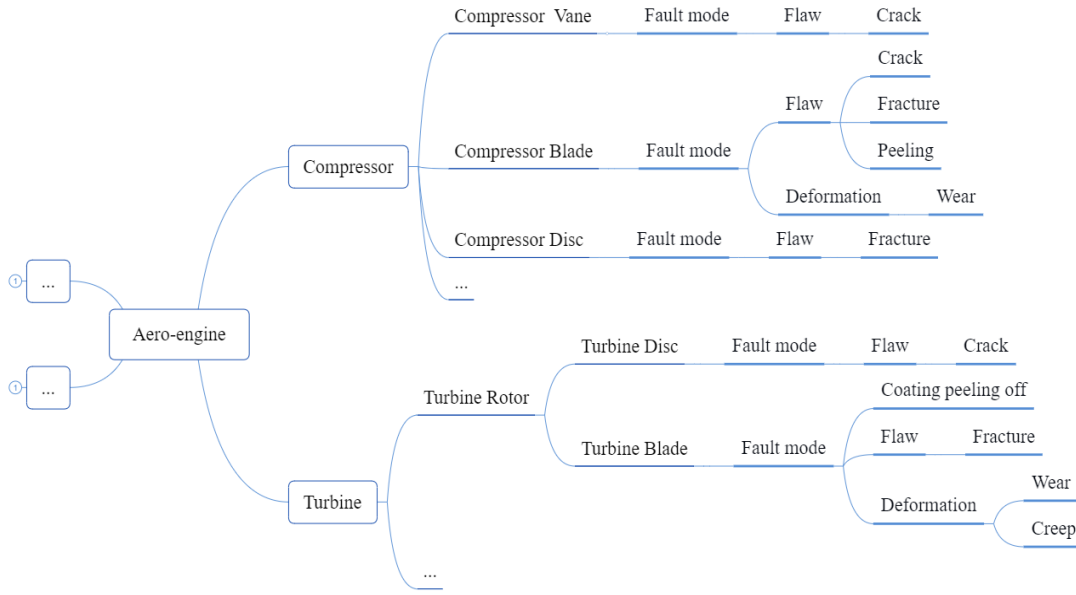 Compressor Vane Fault mode Flaw Crack
Crack
Flaw Fracture
Compressor Blade Fault mode Peeling
Compressor
Deformation Wear
Compressor Disc Fault mode Flaw Fracture
1 ...
...
Aero-engine
Turbine Disc Fault mode Flaw Crack
1 ...
Turbine Rotor
Coating peeling off
Turbine Blade Fault mode Flaw Fracture
Wear
Turbine
Deformation
Creep
...